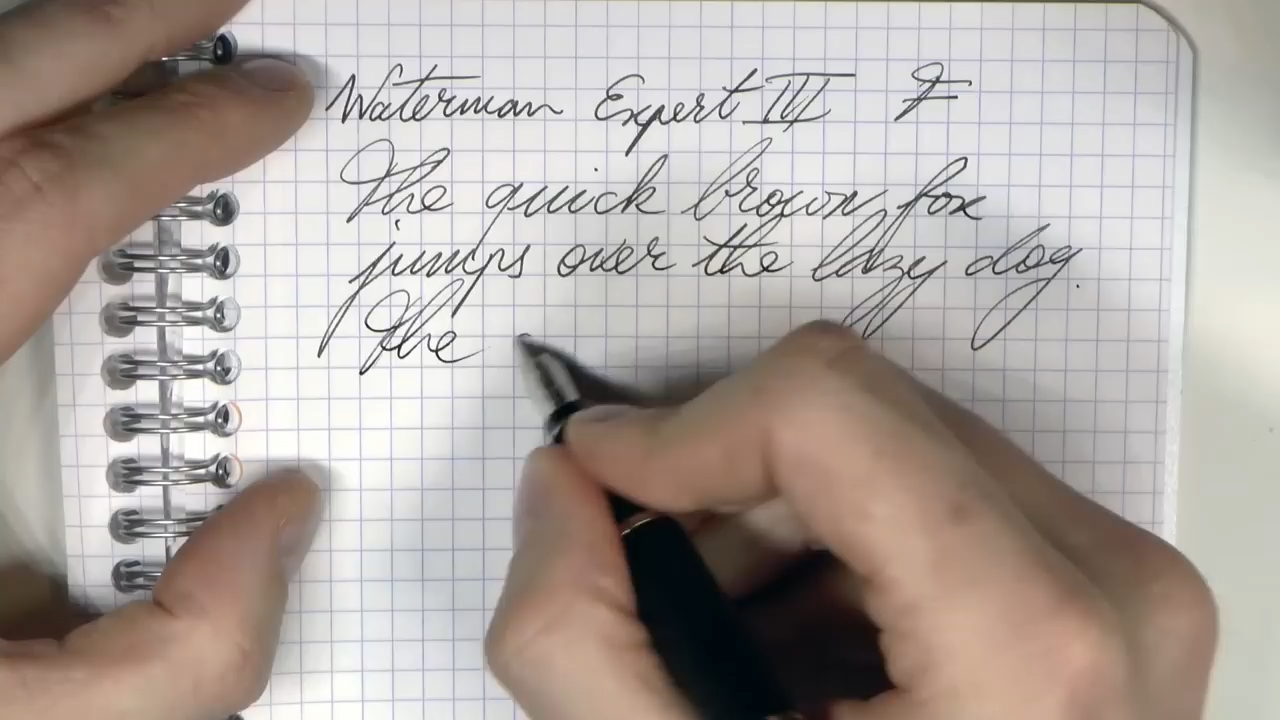 Waterman Expert III F
The quick brown fox
jumps over the lazy dog.
The